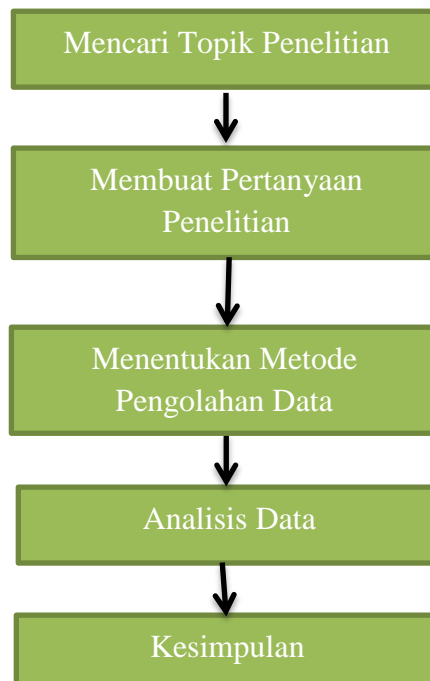 Mencari Topik Penelitian
Membuat Pertanyaan
Penelitian
Menentukan Metode
Pengolahan Data
Analisis Data
Kesimpulan